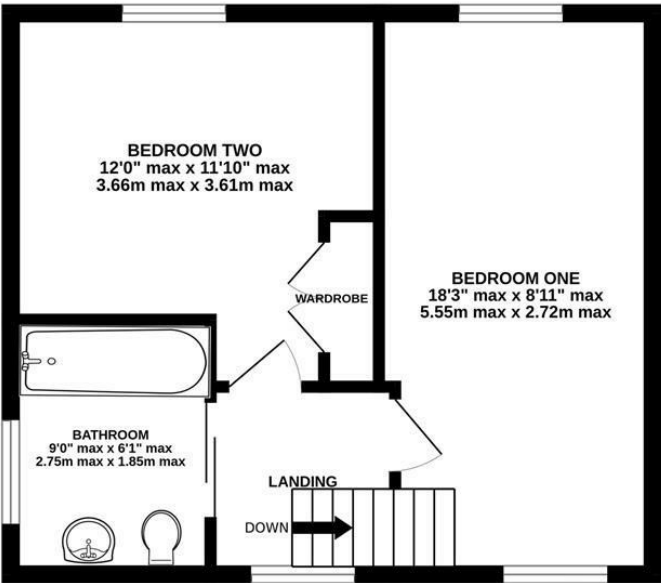 BEDROOM TWO
12'0" max x 11'10" max
3.66m max x 3.61m max
WARDROBE
BEDROOM ONE
18'3" max x 8'11" max
5.55m max x 2.72m max
BATHROOM
9'0" max x 6'1" max
2.75m max x 1.85m max
LANDING
DOWN